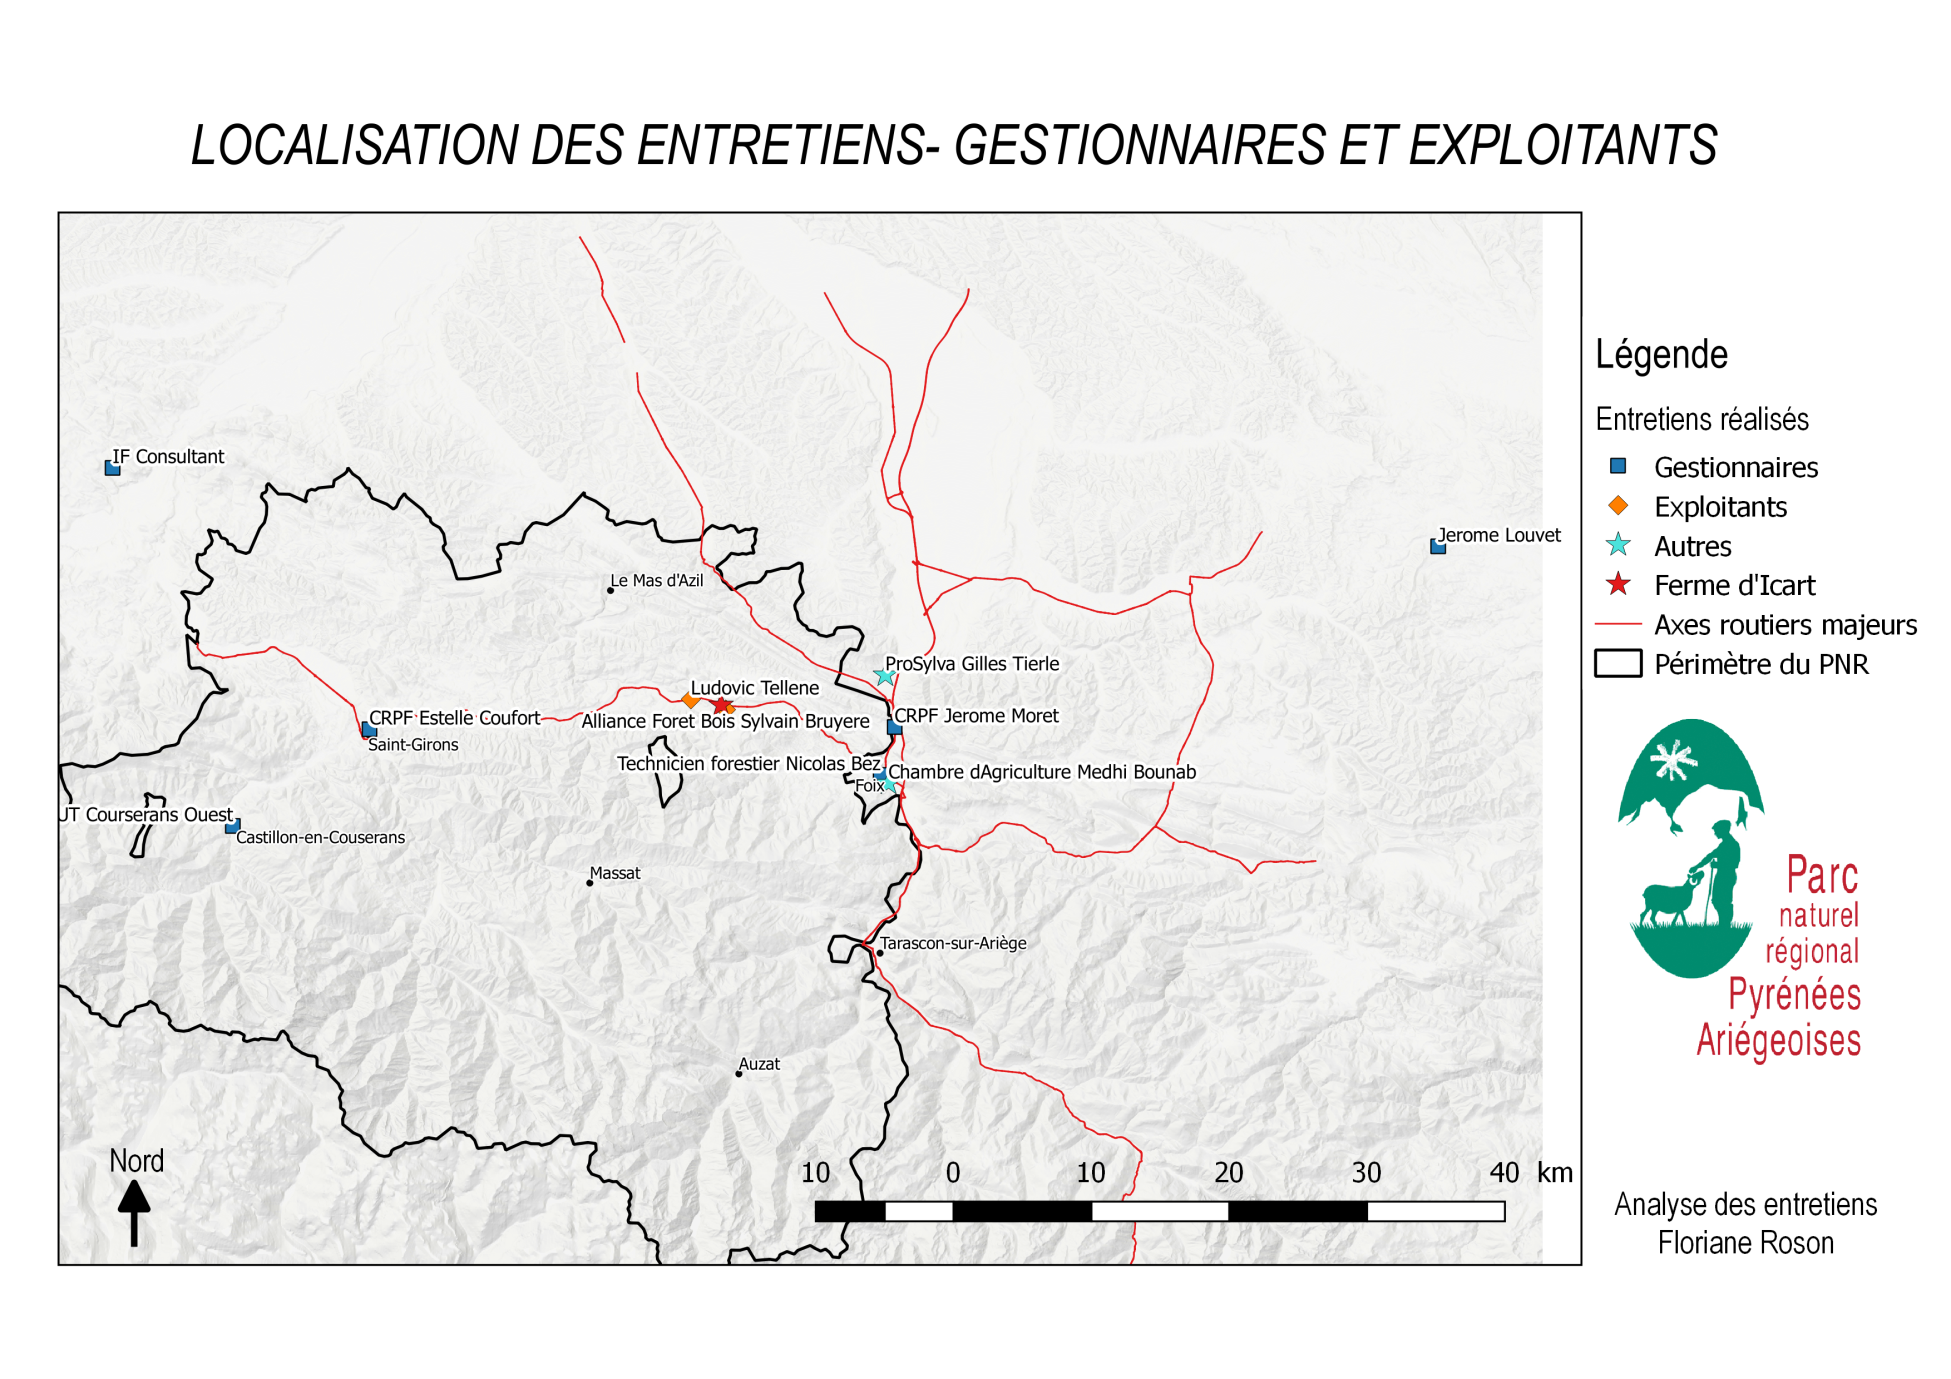 LOCALISATION DES ENTRETIENS- GESTIONNAIRES ET EXPLOITANTS
IF Consultant
Jerome Louvet
Le Mas d'Azil
ProSylva Gilles Tierle
Ludovic Tellene
CRPF Estelle Coufort
Alliance Foret Bois Sylvain Bruyere
CRPF Jerome Moret
Saint-Girons
Technicien forestier Nicolas Bez
Chambre dAgriculture Medhi Bounab
Foix
UT Courserans Ouest
Castillon-en-Couserans
Massat
Tarascon-sur-Ariège
Auzat
Nord
10 0 10 20 30 40 km
Légende
Entretiens réalisés
Gestionnaires
Exploitants
Autres
Ferme d'Icart
Axes routiers majeurs
Périmètre du PNR
Parc
naturel
régional
Pyrénées
Ariégeoises
Analyse des entretiens
Floriane Roson